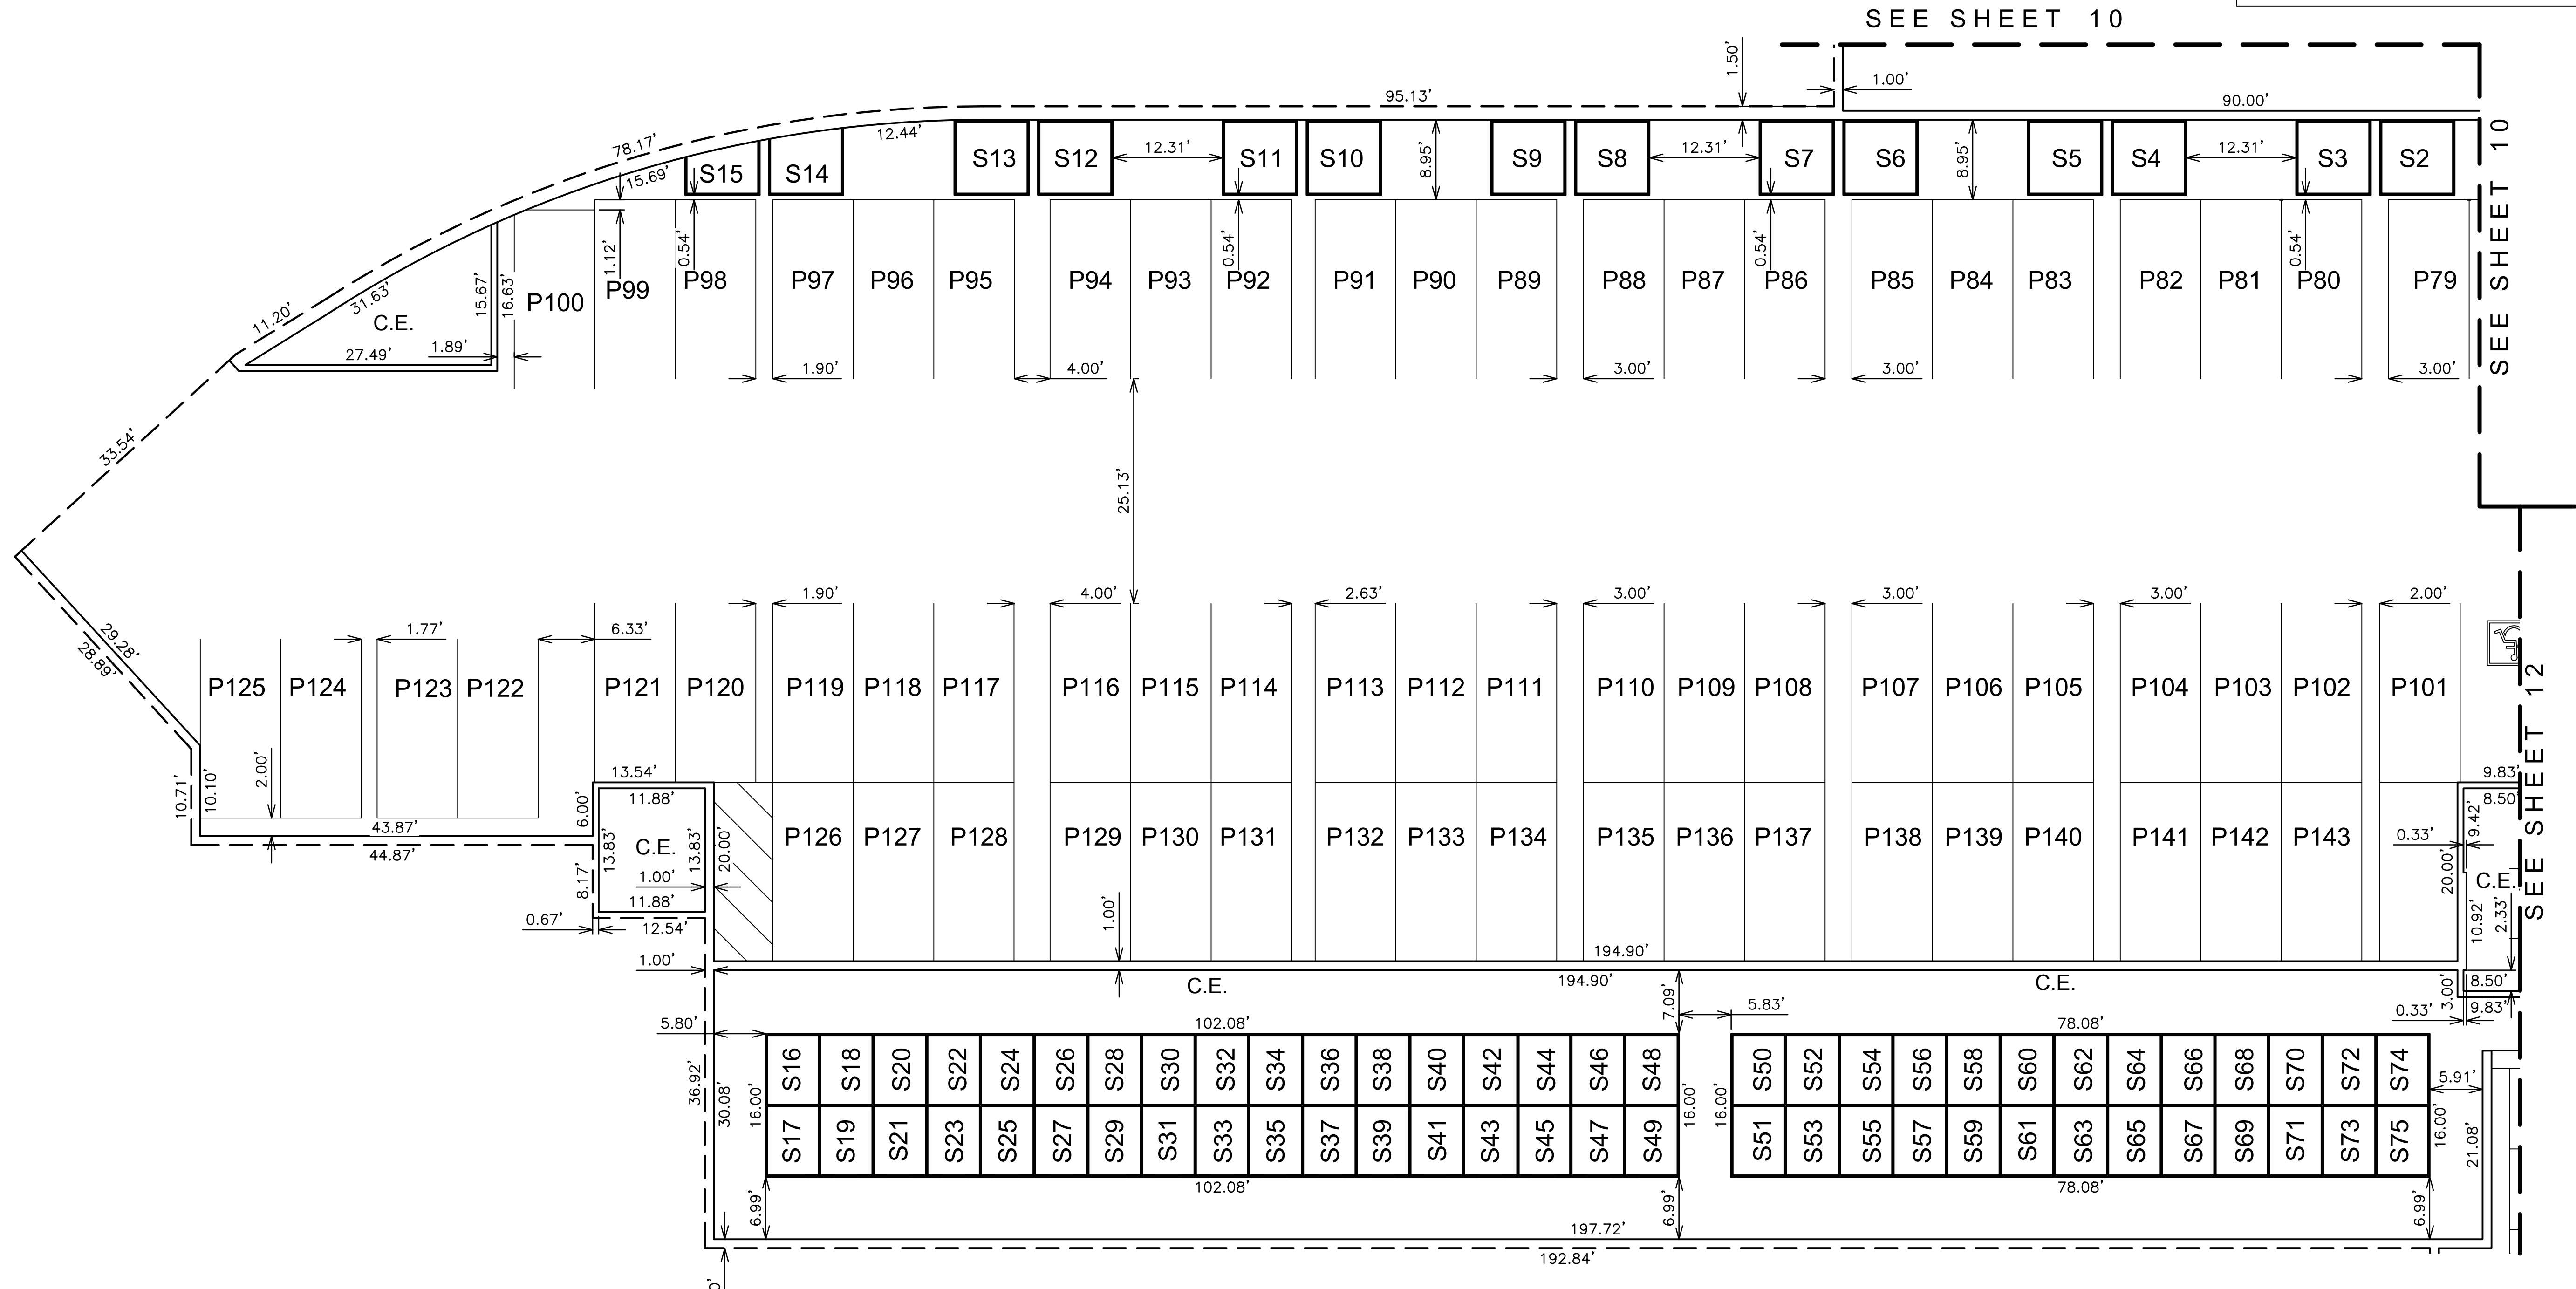 SEE SHEET 10
1.50'
1.00'
95.13'
90.00'
SEE SHEET 10
78.17'
15.69'
12.44'
S15
S14
S13
S12
12.31'
S11
S10
8.95'
S9
S8
12.31'
S7
S6
8.95'
S5
S4
12.31'
S3
S2
1.12'
0.54'
0.54'
0.54'
0.54'
P100
P99
P98
P97
P96
P95
P94
P93
P92
P91
P90
P89
P88
P87
P86
P85
P84
P83
P82
P81
P80
P79
11.20'
31.63'
C.E.
15.67'
16.63'
27.49'
1.89'
1.90'
4.00'
3.00'
3.00'
3.00'
33.54'
25.13'
1.90'
4.00'
2.63'
3.00'
3.00'
3.00'
2.00'
29.28'
28.89'
1.77'
6.33'
P125
P124
P123
P122
P121
P120
P119
P118
P117
P116
P115
P114
P113
P112
P111
P110
P109
P108
P107
P106
P105
P104
P103
P102
P101
SEE SHEET 12
10.71'
10.10'
2.00'
43.87'
44.87'
13.54'
11.88'
6.00'
13.83'
C.E.
13.83'
20.00'
1.00'
11.88'
8.17'
0.67'
12.54'
P126
P127
P128
P129
P130
P131
P132
P133
P134
P135
P136
P137
P138
P139
P140
P141
P142
P143
9.83'
8.50'
9.42'
0.33'
20.00'
C.E.
10.92'
2.33'
1.00'
1.00'
194.90'
194.90'
C.E.
C.E.
7.09'
5.83'
3.00'
8.50'
0.33'
9.83'
5.80'
102.08'
78.08'
36.92'
30.08'
16.00'
S16
S18
S20
S22
S24
S26
S28
S30
S32
S34
S36
S38
S40
S42
S44
S46
S48
16.00'
16.00'
S50
S52
S54
S56
S58
S60
S62
S64
S66
S68
S70
S72
S74
5.91'
S17
S19
S21
S23
S25
S27
S29
S31
S33
S35
S37
S39
S41
S43
S45
S47
S49
S51
S53
S55
S57
S59
S61
S63
S65
S67
S69
S71
S73
S75
16.00'
21.08'
102.08'
78.08'
6.99'
6.99'
6.99'
197.72'
192.84'